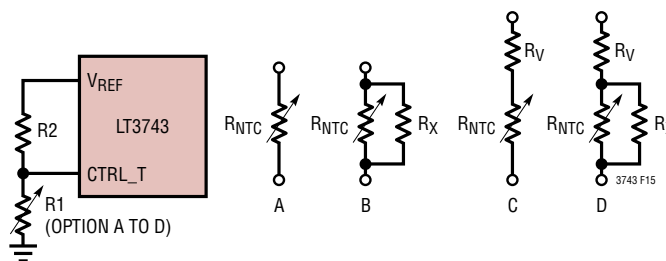 VREF
R2
LT3743
CTRL_T
R1
(OPTION A TO D)
RNTC
A
RNTC
RX
B
RV
RNTC
C
RV
RNTC
R
D
3743 F15